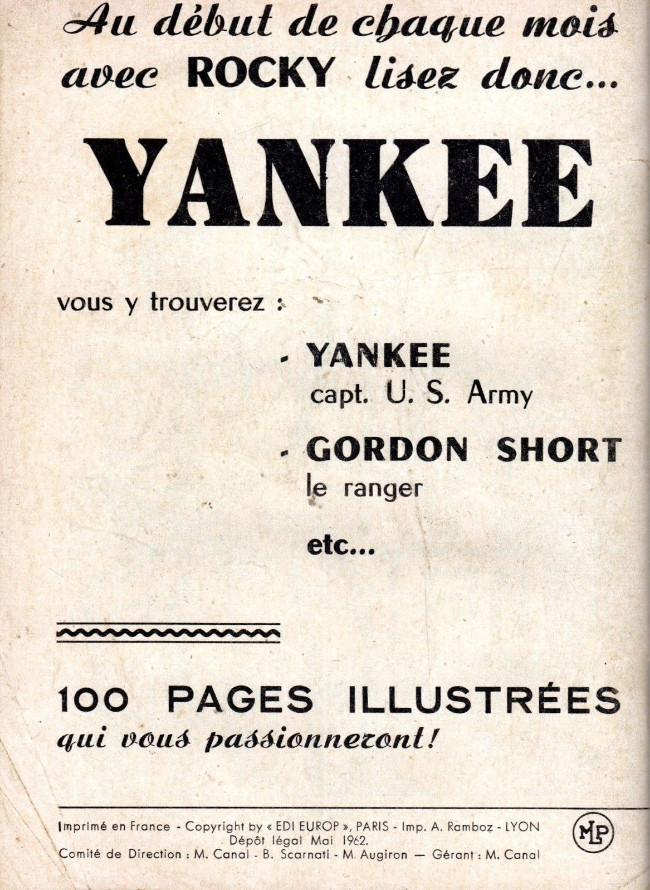 Au début de chaque mois
avec ROCKY lisez donc...
YANKEE
vous y trouverez :
- YANKEE
capt. U. S. Army
- GORDON SHORT
le ranger
etc...
100 PAGES ILLUSTRÉES
qui vous passionneront!
Imprimé en France - Copyright by « EDI EUROP », PARIS - Imp. A. Ramboz - LYON
Dépôt légal Mai 1962.
Comité de Direction : M. Canal - B. Scarnati - M. Augiron — Gérant : M. Canal
MLP